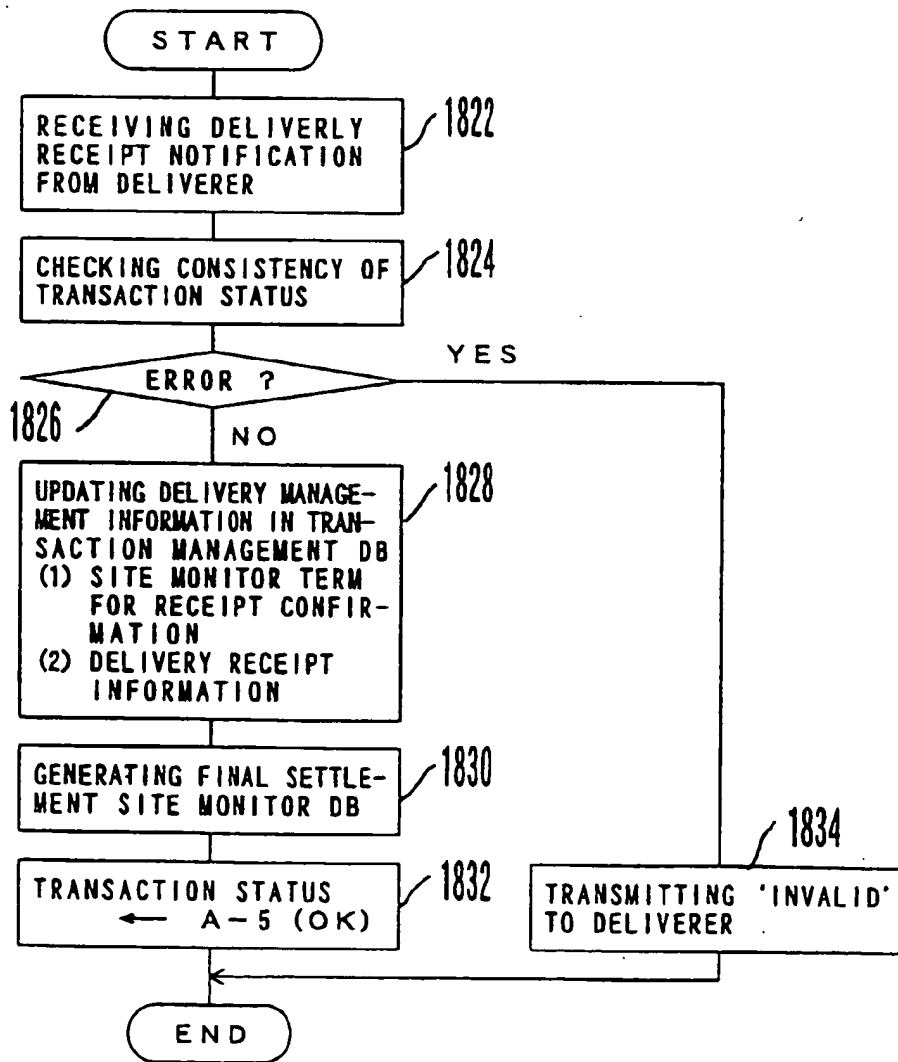 START
RECEIVING DELIVERLY
RECEIPT NOTIFICATION
FROM DELIVERER
1822
CHECKING CONSISTENCY OF
TRANSACTION STATUS
1824
ERROR ?
YES
1826
NO
UPDATING DELIVERY MANAGE-
MENT INFORMATION IN TRAN-
SACTION MANAGEMENT DB
(1) SITE MONITOR TERM
FOR RECEIPT CONFIR-
MATION
(2) DELIVERY RECEIPT
INFORMATION
1828
GENERATING FINAL SETTLE-
MENT SITE MONITOR DB
1830
TRANSACTION STATUS
← A-5 (OK)
1832
1834
TRANSMITTING 'INVALID'
TO DELIVERER
END